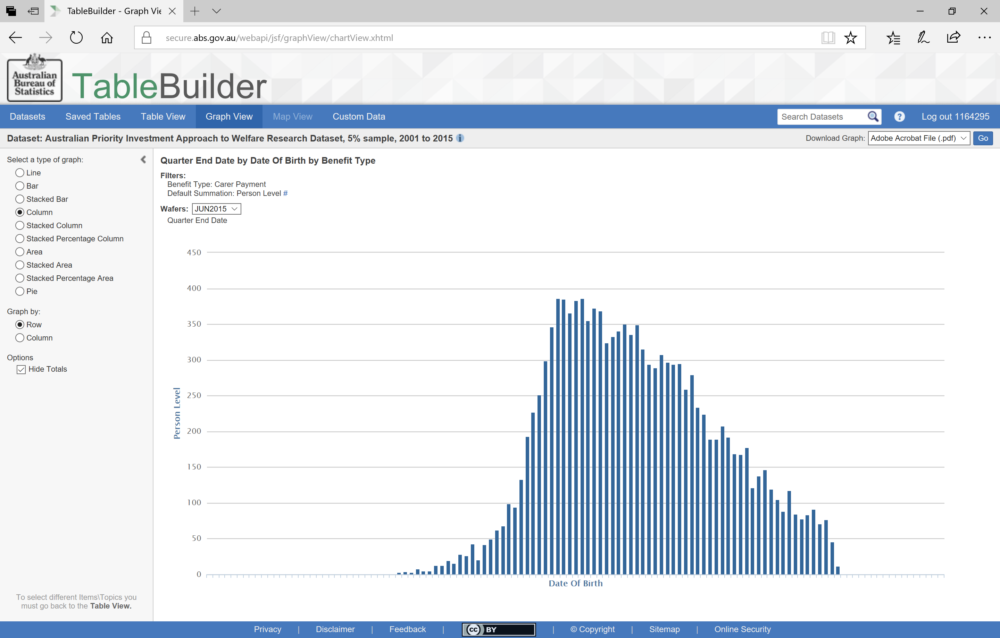 TableBuilder - Graph Vie
secure.abs.gov.au/webapi/jsf/graphView/chartView.xhtml
Australian
Bureau of
Statistics
TableBuilder
Datasets Saved Tables Table View Graph View Map View Custom Data Search Datasets ? Log out 1164295
Dataset: Australian Priority Investment Approach to Welfare Research Dataset, 5% sample, 2001 to 2015 i Download Graph: Adobe Acrobat File (.pdf) Go
Select a type of graph:
Line
Bar
Stacked Bar
Column
Stacked Column
Stacked Percentage Column
Area
Stacked Area
Stacked Percentage Area
Pie
Graph by:
Row
Column
Options
Hide Totals
To select different Items\Topics you
must go back to the Table View.
Quarter End Date by Date Of Birth by Benefit Type
Filters:
Benefit Type: Carer Payment
Default Summation: Person Level #
Wafers: JUN2015
Quarter End Date
450
400
350
300
250
200
150
100
50
0
Person Level
Date Of Birth
Privacy | Disclaimer | Feedback | CC BY | © Copyright | Sitemap | Online Security